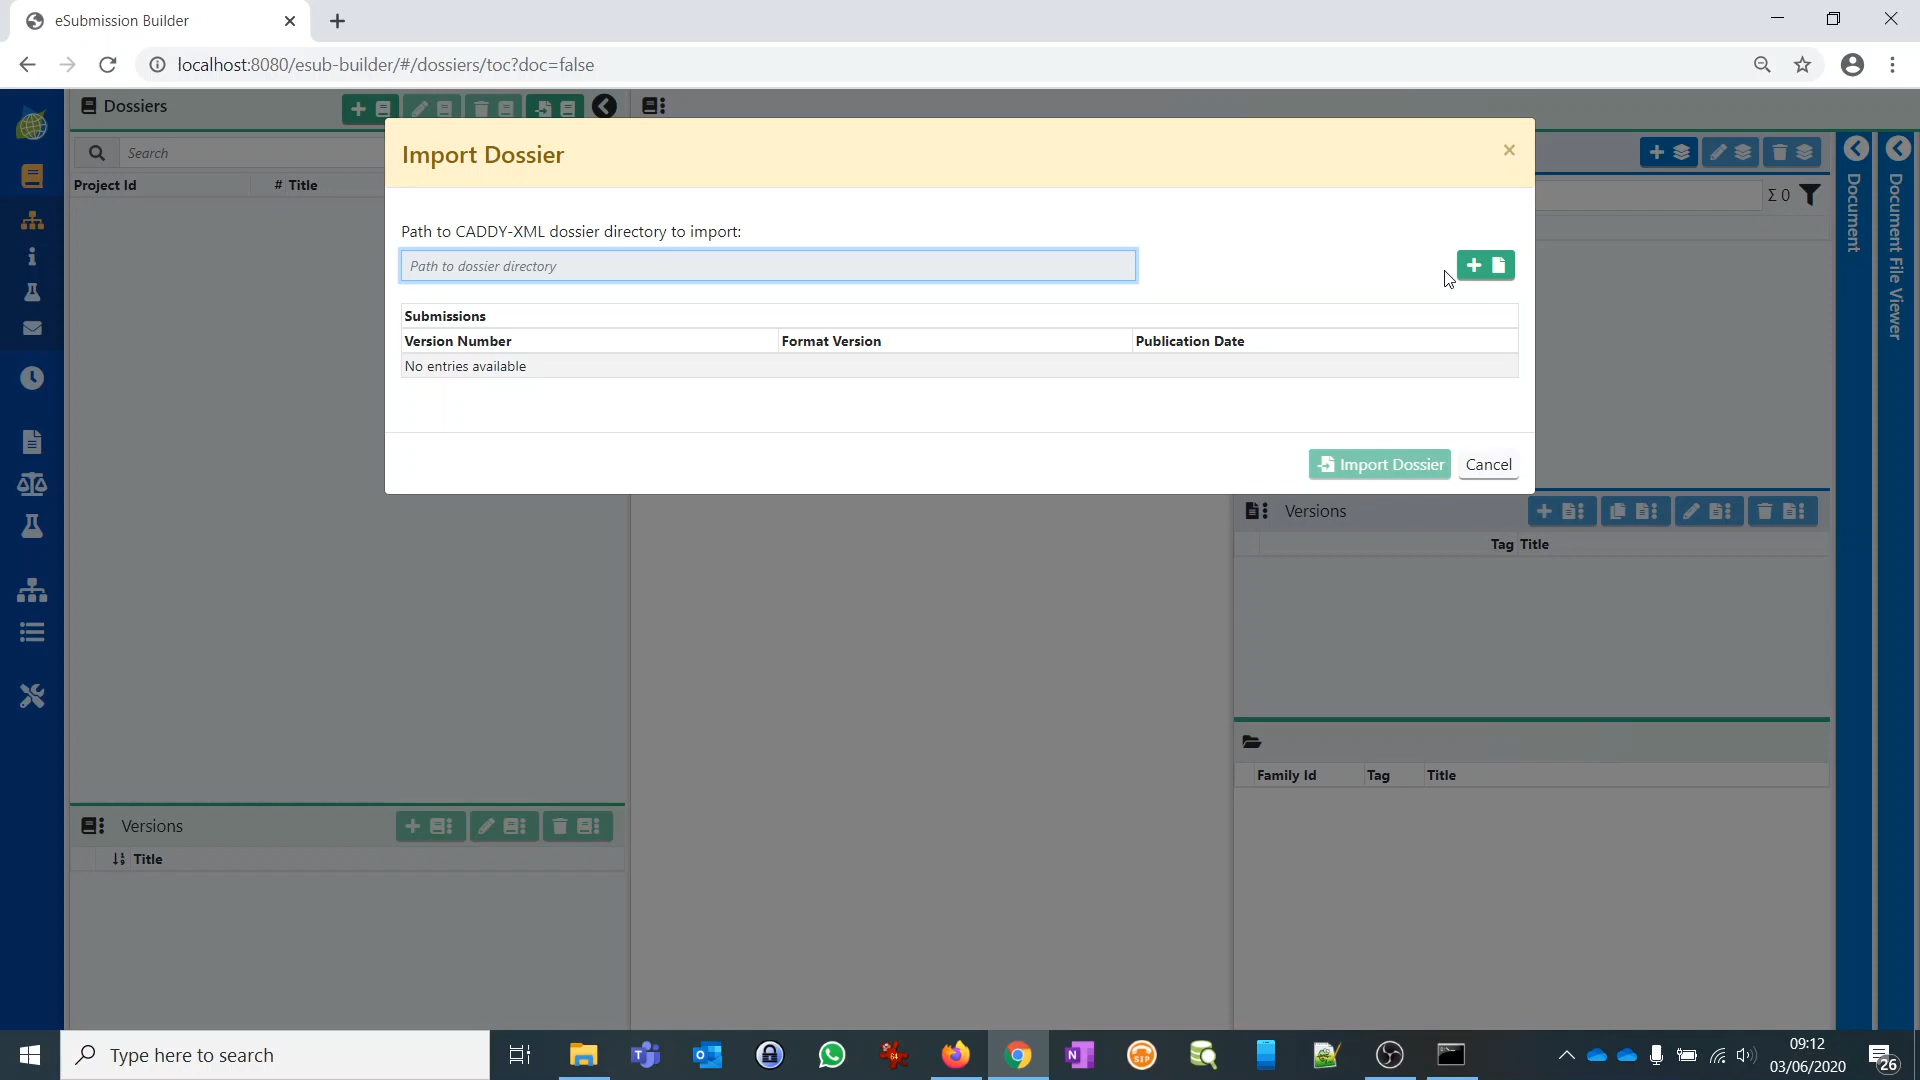 eSubmission Builder
localhost:8080/esub-builder/#/dossiers/toc?doc=false
Dossiers
Search
Project Id
# Title
Import Dossier
Path to CADDY-XML dossier directory to import:
Path to dossier directory
Submissions
Version Number
Format Version
Publication Date
No entries available
Import Dossier
Cancel
Σ 0
Document
Document File Viewer
Versions
Tag Title
Family Id
Tag
Title
Versions
Title
Type here to search
09:12
03/06/2020
26